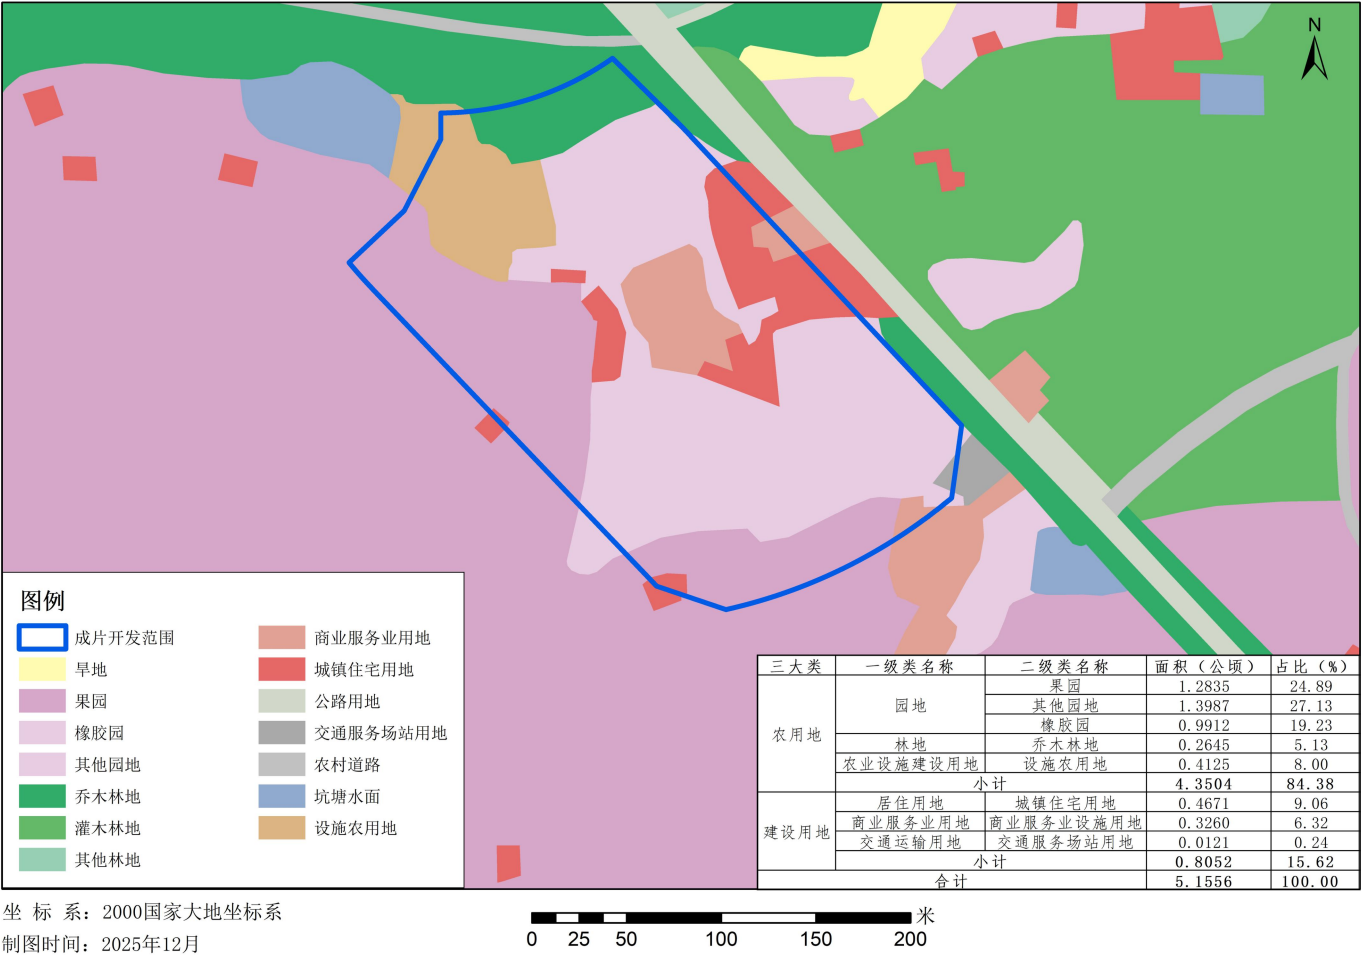 N
图例
成片开发范围
旱地
果园
橡胶园
其他园地
乔木林地
灌木林地
其他林地
商业服务业用地
城镇住宅用地
公路用地
交通服务场站用地
农村道路
坑塘水面
设施农用地
三大类 一级类名称 二级类名称 面积（公顷） 占比（%）
农用地 园地 果园 1.2835 24.89
其他园地 1.3987 27.13
橡胶园 0.9912 19.23
林地 乔木林地 0.2645 5.13
农业设施建设用地 设施农用地 0.4125 8.00
小计 4.3504 84.38
建设用地 居住用地 城镇住宅用地 0.4671 9.06
商业服务业用地 商业服务业设施用地 0.3260 6.32
交通运输用地 交通服务场站用地 0.0121 0.24
小计 0.8052 15.62
合计 5.1556 100.00
坐 标 系：2000国家大地坐标系
制图时间：2025年12月
米
0 25 50 100 150 200